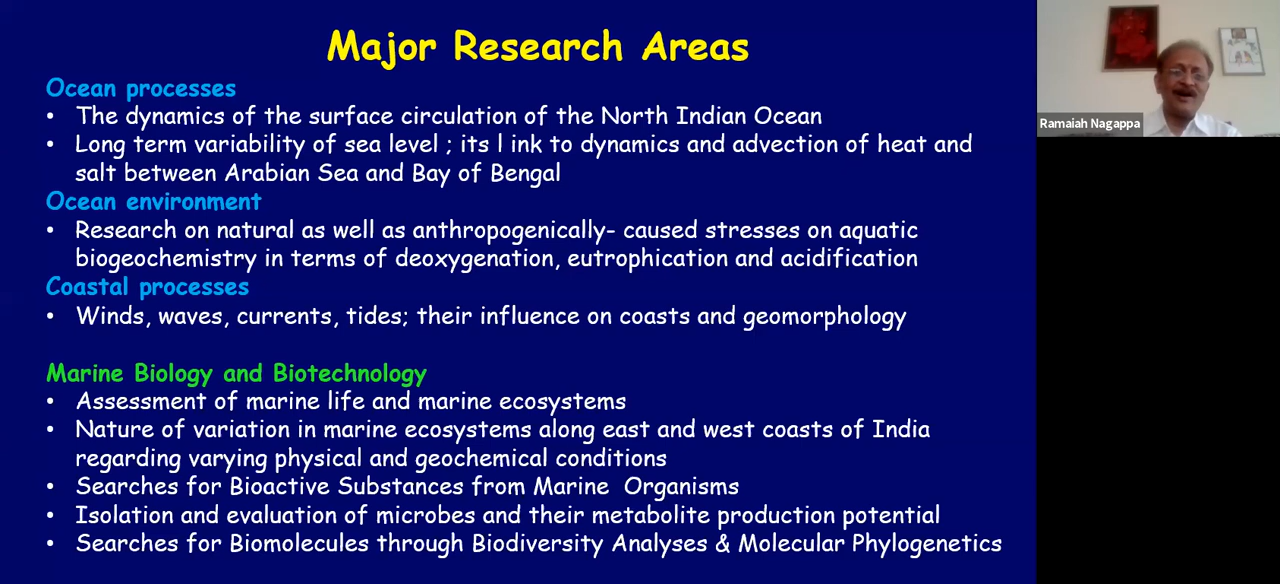 Major Research Areas
Ocean processes
• The dynamics of the surface circulation of the North Indian Ocean
• Long term variability of sea level ; its l ink to dynamics and advection of heat and
salt between Arabian Sea and Bay of Bengal
Ocean environment
• Research on natural as well as anthropogenically- caused stresses on aquatic
biogeochemistry in terms of deoxygenation, eutrophication and acidification
Coastal processes
• Winds, waves, currents, tides; their influence on coasts and geomorphology
Marine Biology and Biotechnology
• Assessment of marine life and marine ecosystems
• Nature of variation in marine ecosystems along east and west coasts of India
regarding varying physical and geochemical conditions
• Searches for Bioactive Substances from Marine Organisms
• Isolation and evaluation of microbes and their metabolite production potential
• Searches for Biomolecules through Biodiversity Analyses & Molecular Phylogenetics
Ramaiah Nagappa